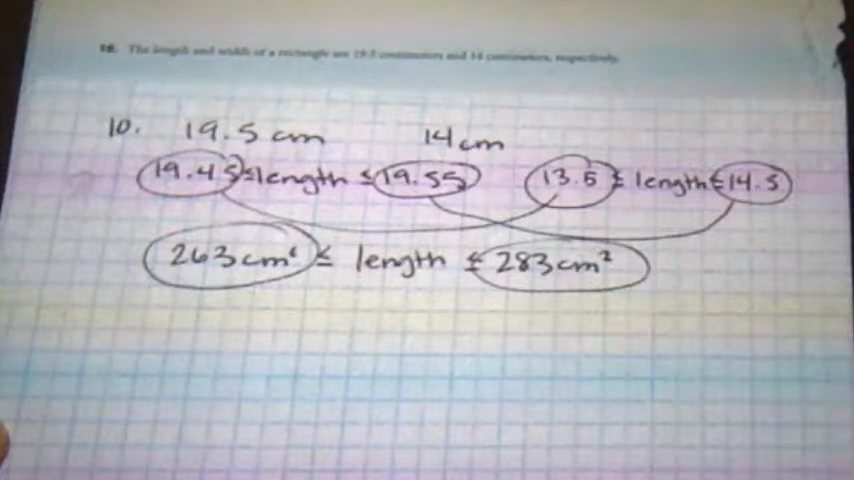 10. The length and width of a rectangle are 19.5 centimeters and 14 centimeters, respectively.
10. 19.5 cm 14 cm
19.45 ≤ length ≤ 19.55 13.5 ≤ length ≤ 14.5
263 cm² ≤ length ≤ 283 cm²